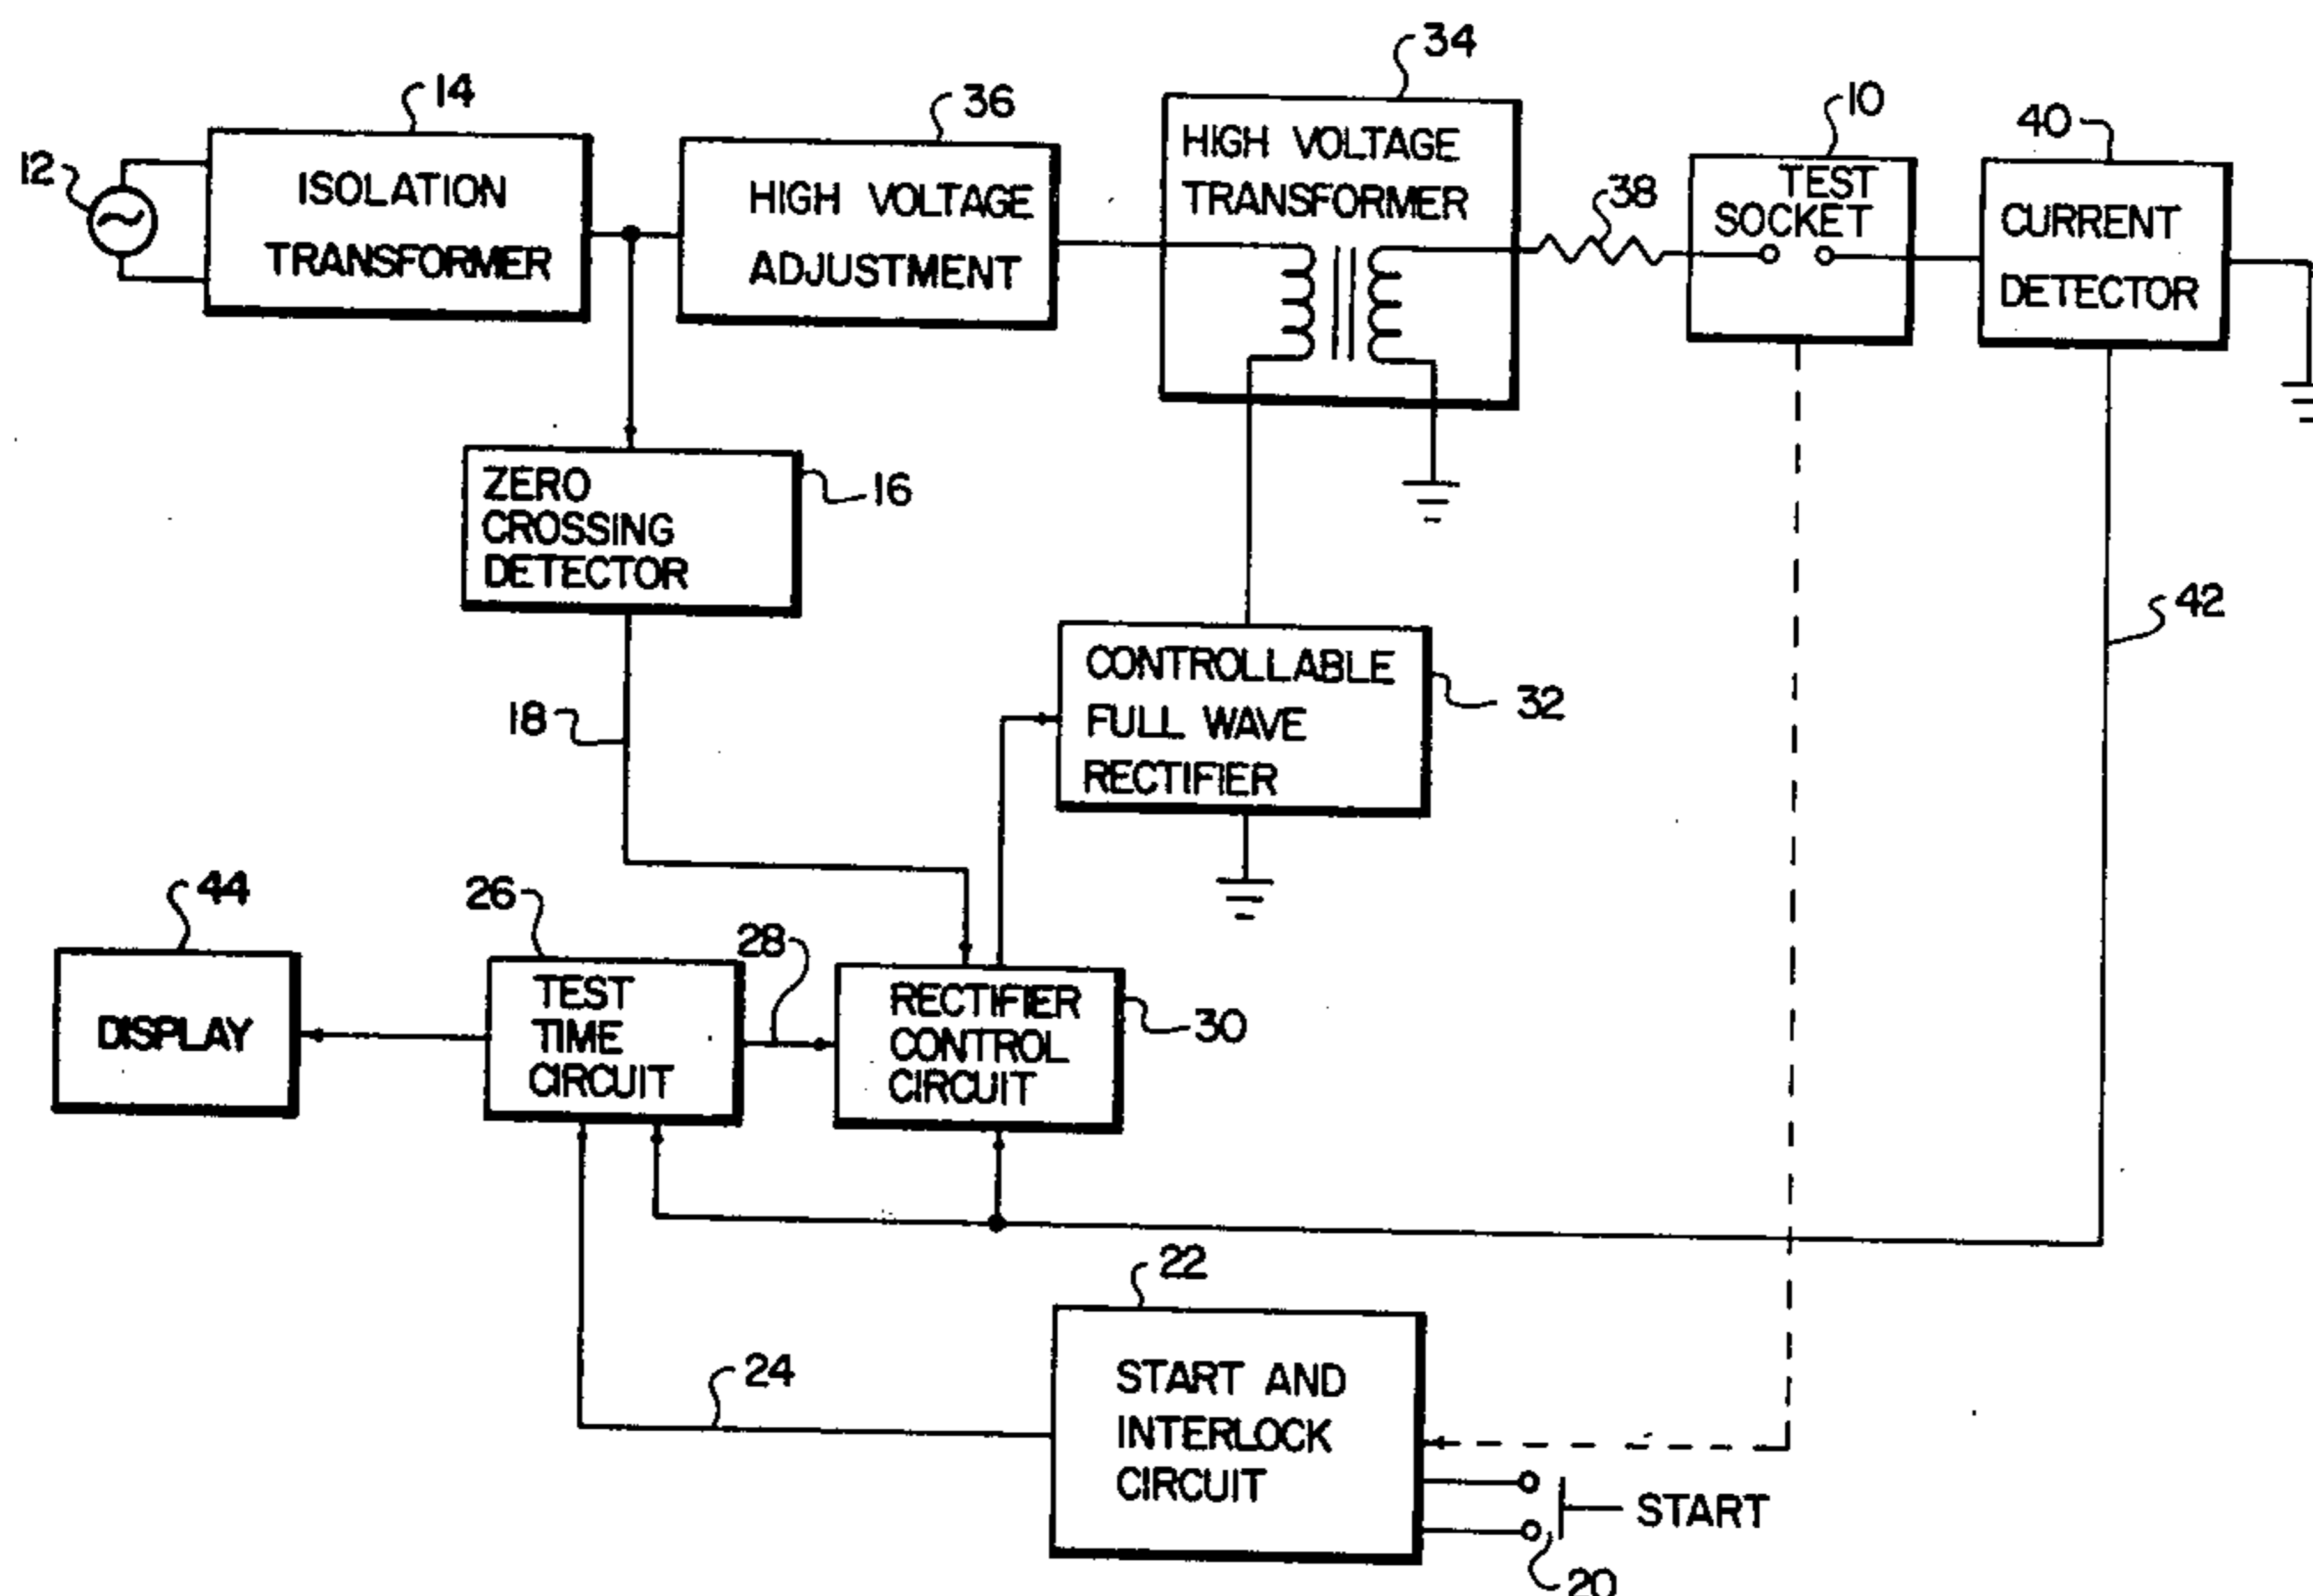 34
14
36
10
40
12
ISOLATION
TRANSFORMER
HIGH VOLTAGE
ADJUSTMENT
HIGH VOLTAGE
TRANSFORMER
38
TEST
SOCKET
CURRENT
DETECTOR
ZERO
CROSSING
DETECTOR
16
42
18
CONTROLLABLE
FULL WAVE
RECTIFIER
32
44
26
28
DISPLAY
TEST
TIME
CIRCUIT
RECTIFIER
CONTROL
CIRCUIT
30
22
24
START AND
INTERLOCK
CIRCUIT
START
20